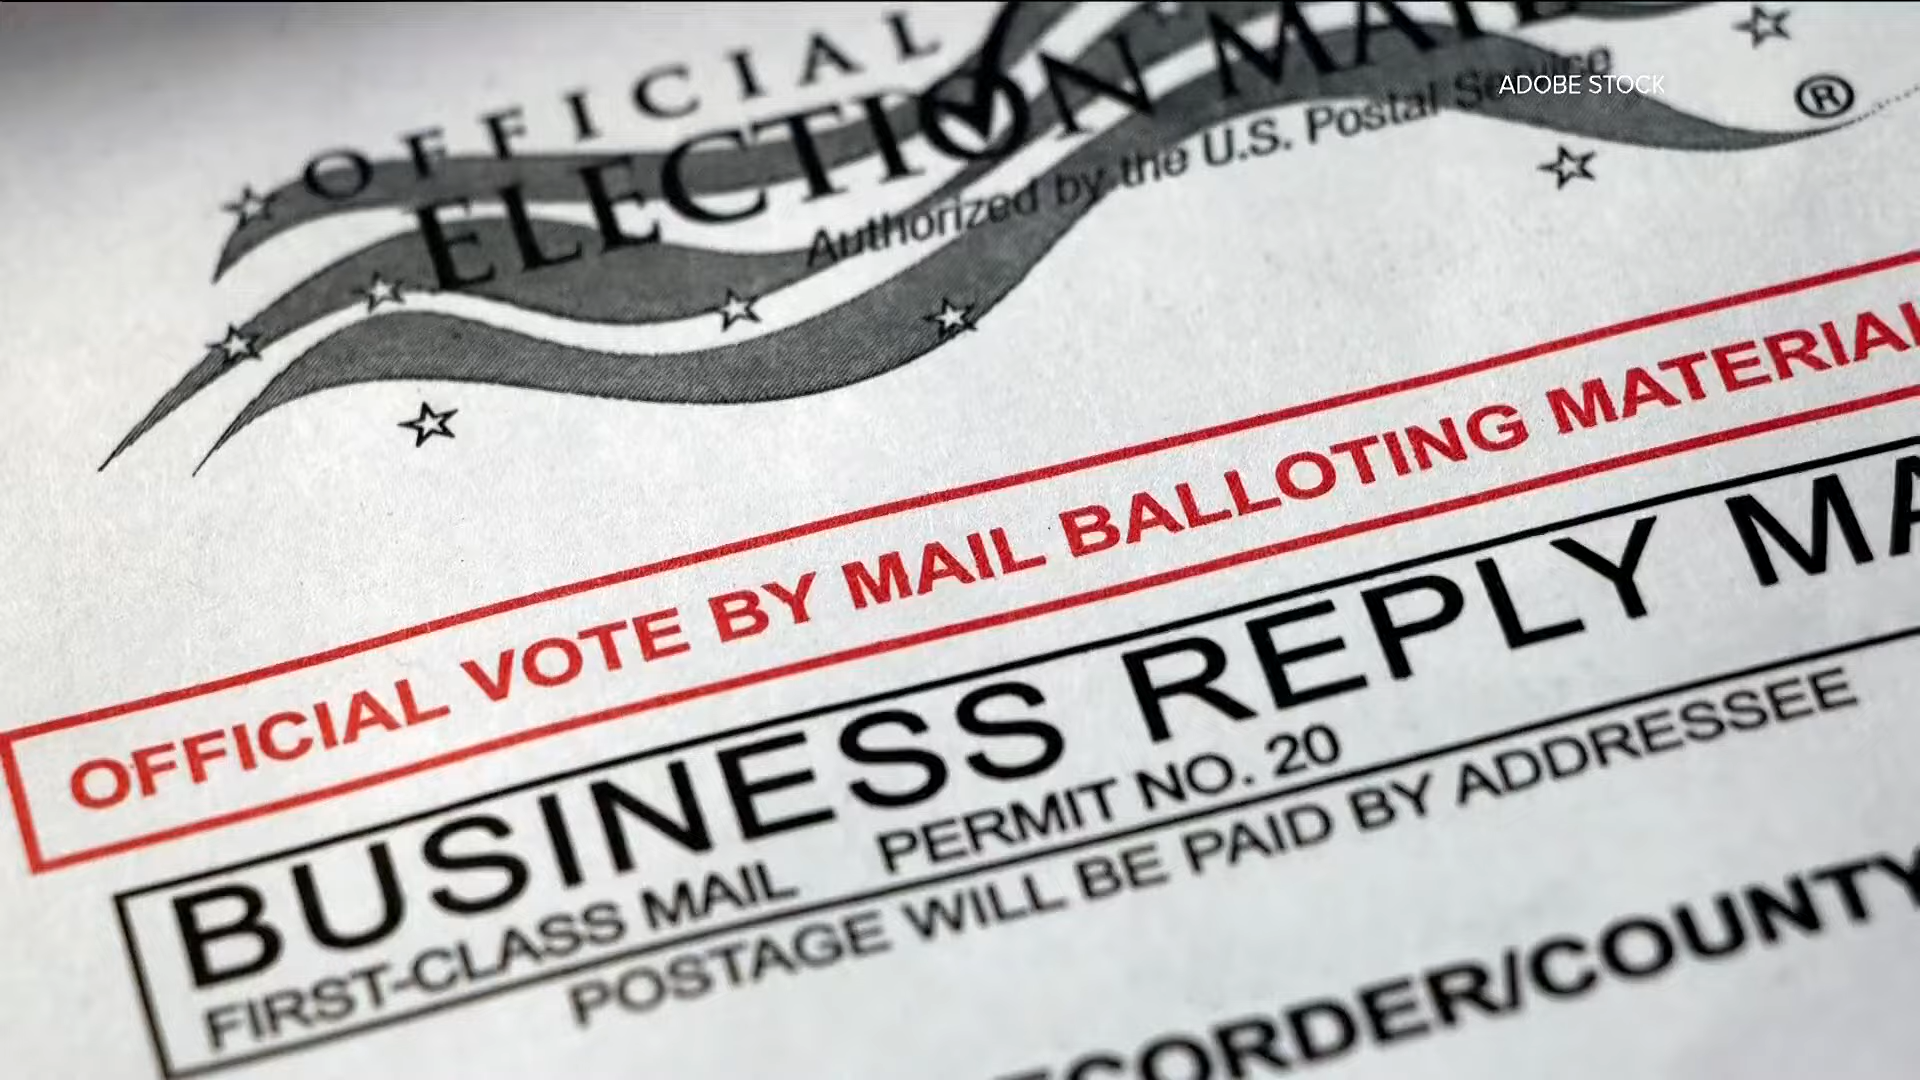 OFFICIAL
ELECTION MAIL
ADOBE STOCK
Authorized by the U.S. Postal Service
®
OFFICIAL VOTE BY MAIL BALLOTING MATERIAL
BUSINESS REPLY MA
FIRST-CLASS MAIL PERMIT NO. 20
POSTAGE WILL BE PAID BY ADDRESSEE
CORDER/COUNTY